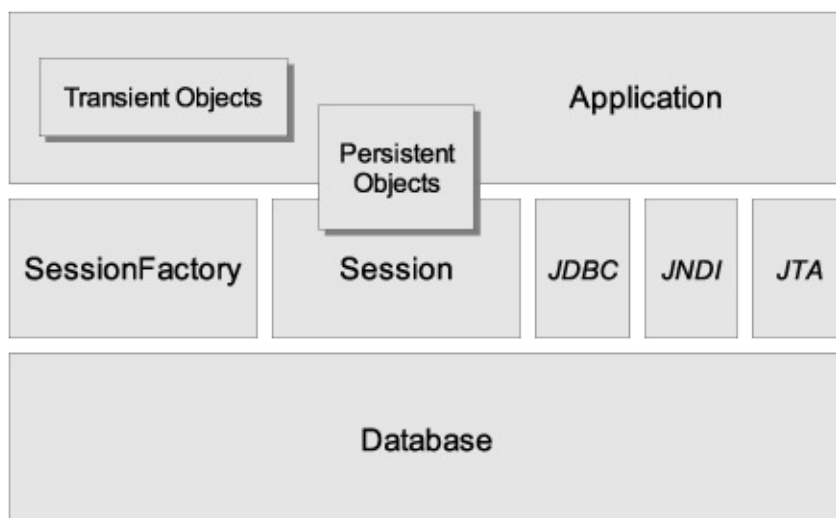 Transient Objects
Application
Persistent
Objects
SessionFactory
Session
JDBC
JNDI
JTA
Database